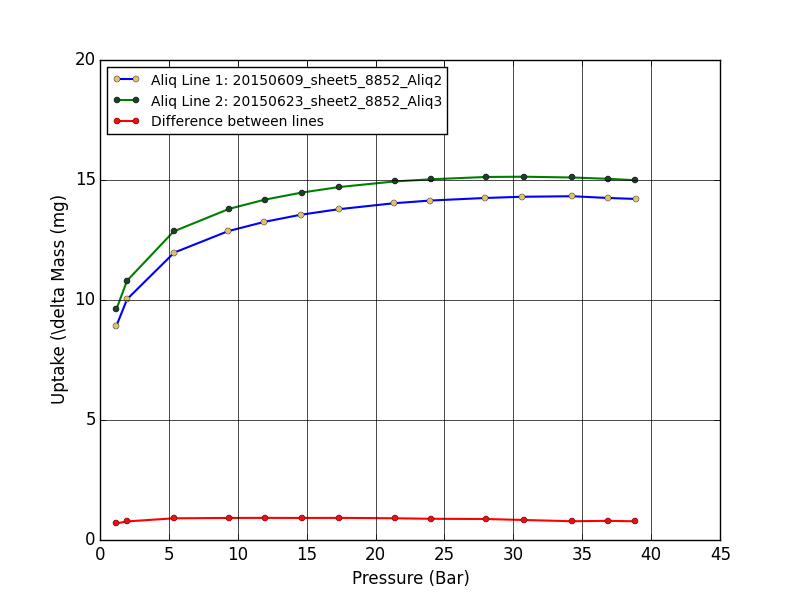 20
15
10
5
0
Uptake (\delta Mass (mg)
Aliq Line 1: 20150609_sheet5_8852_Aliq2
Aliq Line 2: 20150623_sheet2_8852_Aliq3
Difference between lines
0 5 10 15 20 25 30 35 40 45
Pressure (Bar)